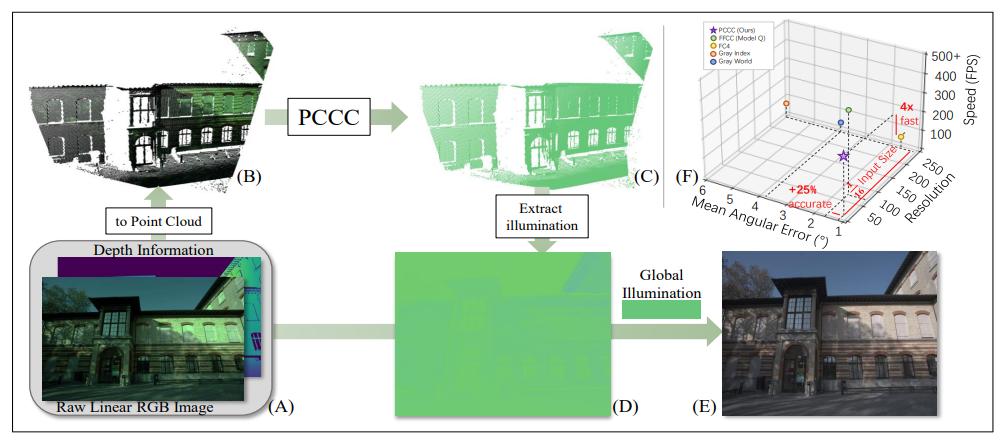 (B)
PCCC
(C)
to Point Cloud
Extract
illumination
Depth Information
Raw Linear RGB Image
(A)
(D)
Global
Illumination
(E)
(F)
PCCC (Ours)
FFCC (Model Q)
FC4
Gray Index
Gray World
500+
400
300
200
100
Speed (FPS)
4x
fast
250
200
150
100
50
Resolution
1
16
Input Size
+25%
accurate
6
5
4
3
2
1
Mean Angular Error (°)